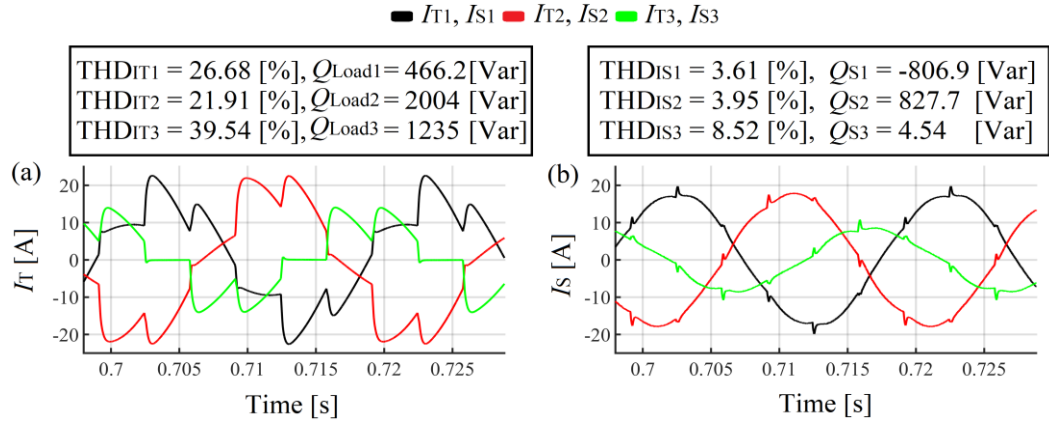 IT1, IS1 IT2, IS2 IT3, IS3
THDIT1 = 26.68 [%], QLoad1 = 466.2 [Var]
THDIT2 = 21.91 [%], QLoad2 = 2004 [Var]
THDIT3 = 39.54 [%], QLoad3 = 1235 [Var]
THDIS1 = 3.61 [%], QS1 = -806.9 [Var]
THDIS2 = 3.95 [%], QS2 = 827.7 [Var]
THDIS3 = 8.52 [%], QS3 = 4.54 [Var]
(a)
IT [A]
20
10
0
-10
-20
0.7 0.705 0.71 0.715 0.72 0.725
Time [s]
(b)
IS [A]
20
10
0
-10
-20
0.7 0.705 0.71 0.715 0.72 0.725
Time [s]